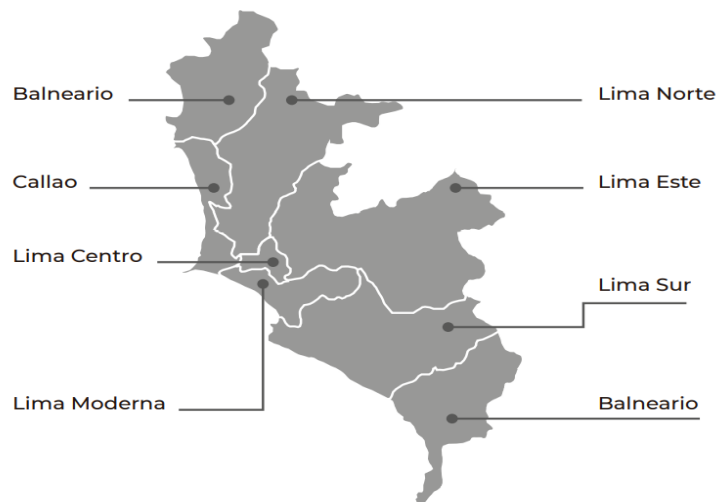 Balneario
Lima Norte
Callao
Lima Este
Lima Centro
Lima Sur
Lima Moderna
Balneario